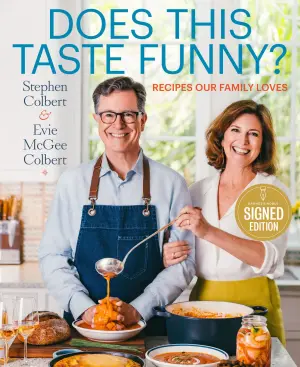 DOES THIS
TASTE FUNNY?
RECIPES OUR FAMILY LOVES
Stephen
Colbert
&
Evie
McGee
Colbert
SIGNED
EDITION